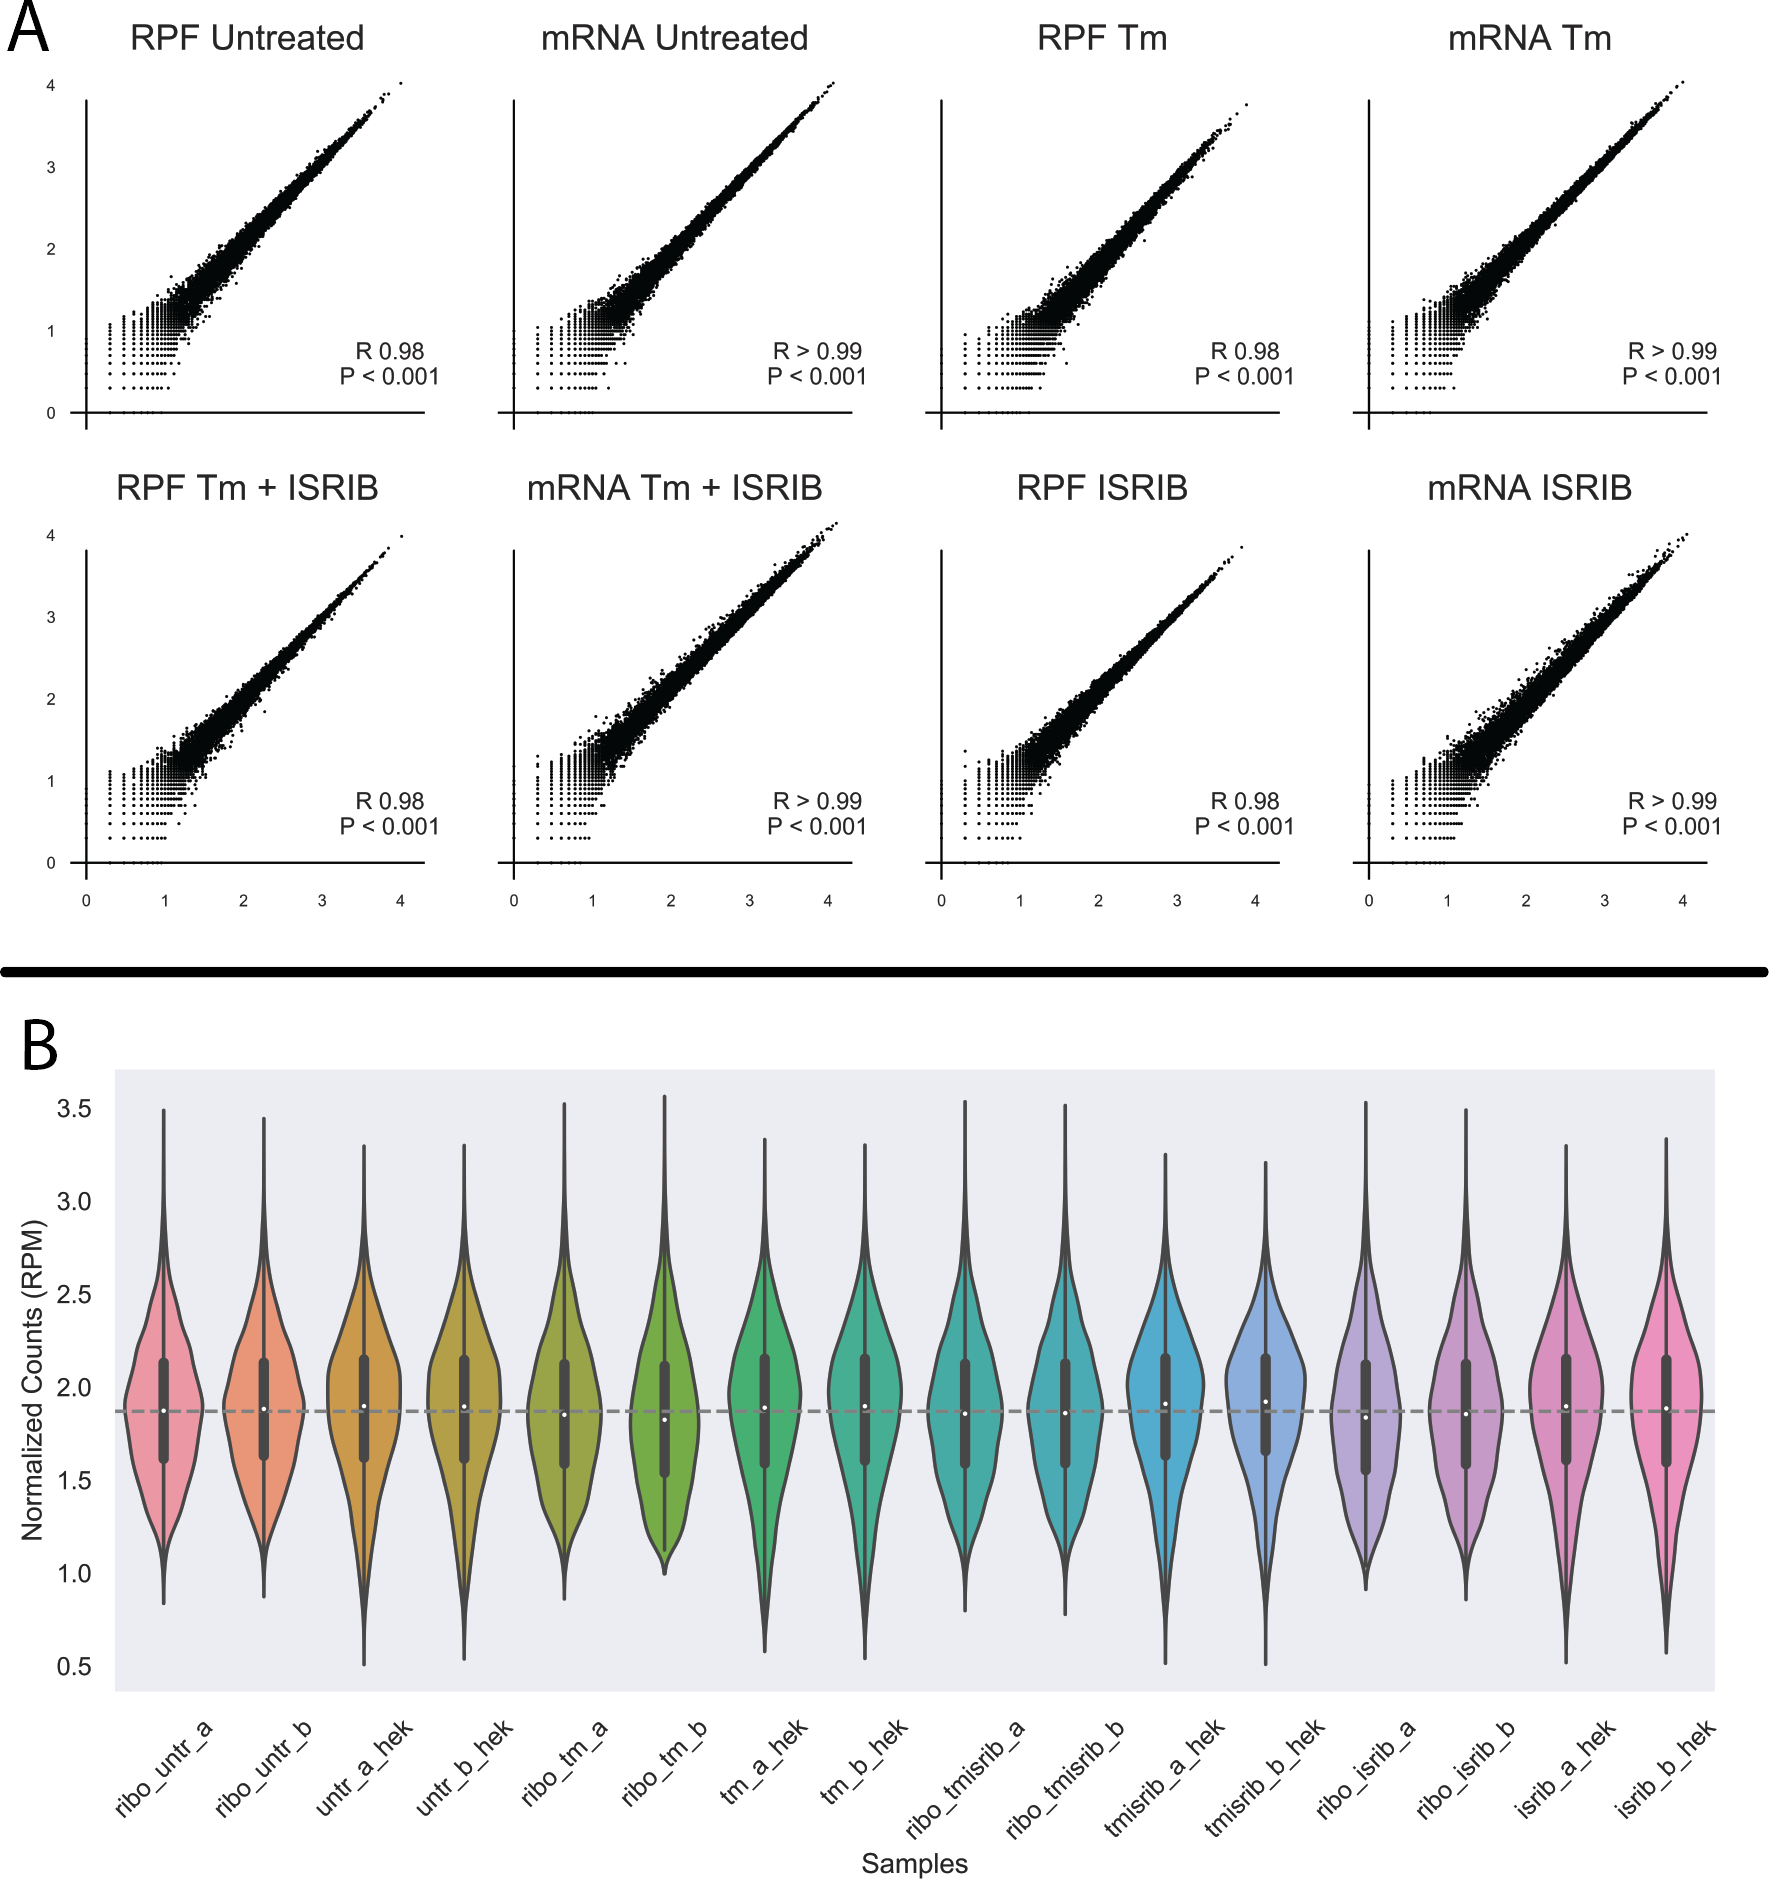 A
RPF Untreated
mRNA Untreated
RPF Tm
mRNA Tm
4
3
2
1
0
R 0.98
P < 0.001
R > 0.99
P < 0.001
R 0.98
P < 0.001
R > 0.99
P < 0.001
RPF Tm + ISRIB
mRNA Tm + ISRIB
RPF ISRIB
mRNA ISRIB
4
3
2
1
0
R 0.98
P < 0.001
R > 0.99
P < 0.001
R 0.98
P < 0.001
R > 0.99
P < 0.001
0 1 2 3 4
0 1 2 3 4
0 1 2 3 4
0 1 2 3 4
B
Normalized Counts (RPM)
3.5
3.0
2.5
2.0
1.5
1.0
0.5
ribo_untr_a
ribo_untr_b
untr_a_hek
untr_b_hek
ribo_tm_a
ribo_tm_b
tm_a_hek
tm_b_hek
ribo_tmisrib_a
ribo_tmisrib_b
tmisrib_a_hek
tmisrib_b_hek
ribo_isrib_a
ribo_isrib_b
isrib_a_hek
isrib_b_hek
Samples